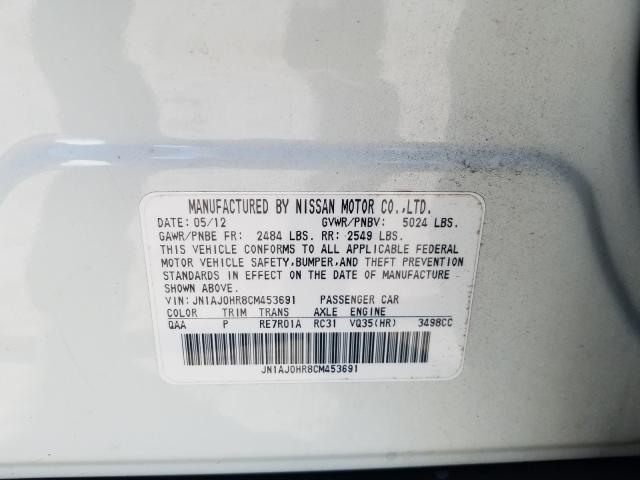 MANUFACTURED BY NISSAN MOTOR CO.,LTD.
DATE: 05/12 GVWR/PNBV: 5024 LBS.
GAWR/PNBE FR: 2484 LBS. RR: 2549 LBS.
THIS VEHICLE CONFORMS TO ALL APPLICABLE FEDERAL
MOTOR VEHICLE SAFETY,BUMPER,AND THEFT PREVENTION
STANDARDS IN EFFECT ON THE DATE OF MANUFACTURE
SHOWN ABOVE.
VIN: JN1AJ0HR8CM453691 PASSENGER CAR
COLOR TRIM TRANS AXLE ENGINE
QAA P RE7R01A RC31 VQ35(HR) 3498CC
JN1AJ0HR8CM453691